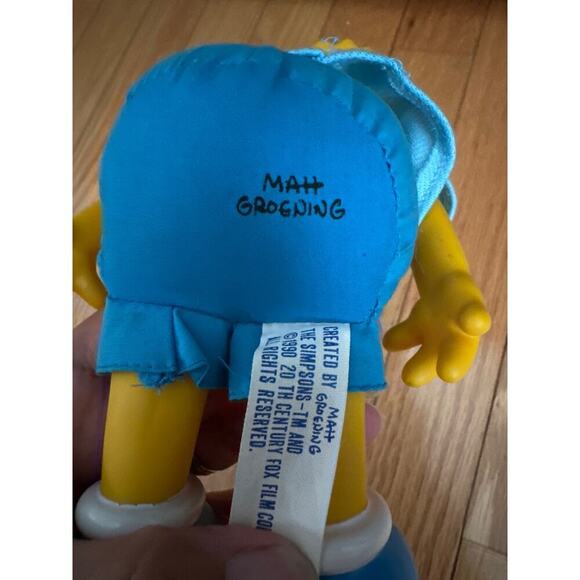 MATT
GROENING
CREATED BY MATT
GROENING
THE SIMPSONS-TM AND
©1990 20 TH CENTURY FOX FILM
ALL RIGHTS RESERVED.